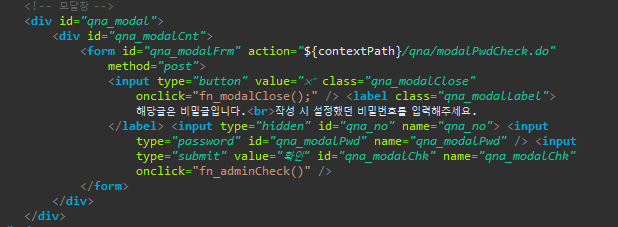 <!-- 모달창 -->
<div id="qna_modal">
<div id="qna_modalCnt">
<form id="qna_modalFrm" action="${contextPath}/qna/modalPwdCheck.do"
method="post">
<input type="button" value="X" class="qna_modalClose"
onclick="fn_modalClose();" /> <label class="qna_modalLabel">
해당글은 비밀글입니다.<br>작성 시 설정했던 비밀번호를 입력해주세요.
</label> <input type="hidden" id="qna_no" name="qna_no"> <input
type="password" id="qna_modalPwd" name="qna_modalPwd" /> <input
type="submit" value="확인" id="qna_modalChk" name="qna_modalChk"
onclick="fn_adminCheck()" />
</form>
</div>
</div>